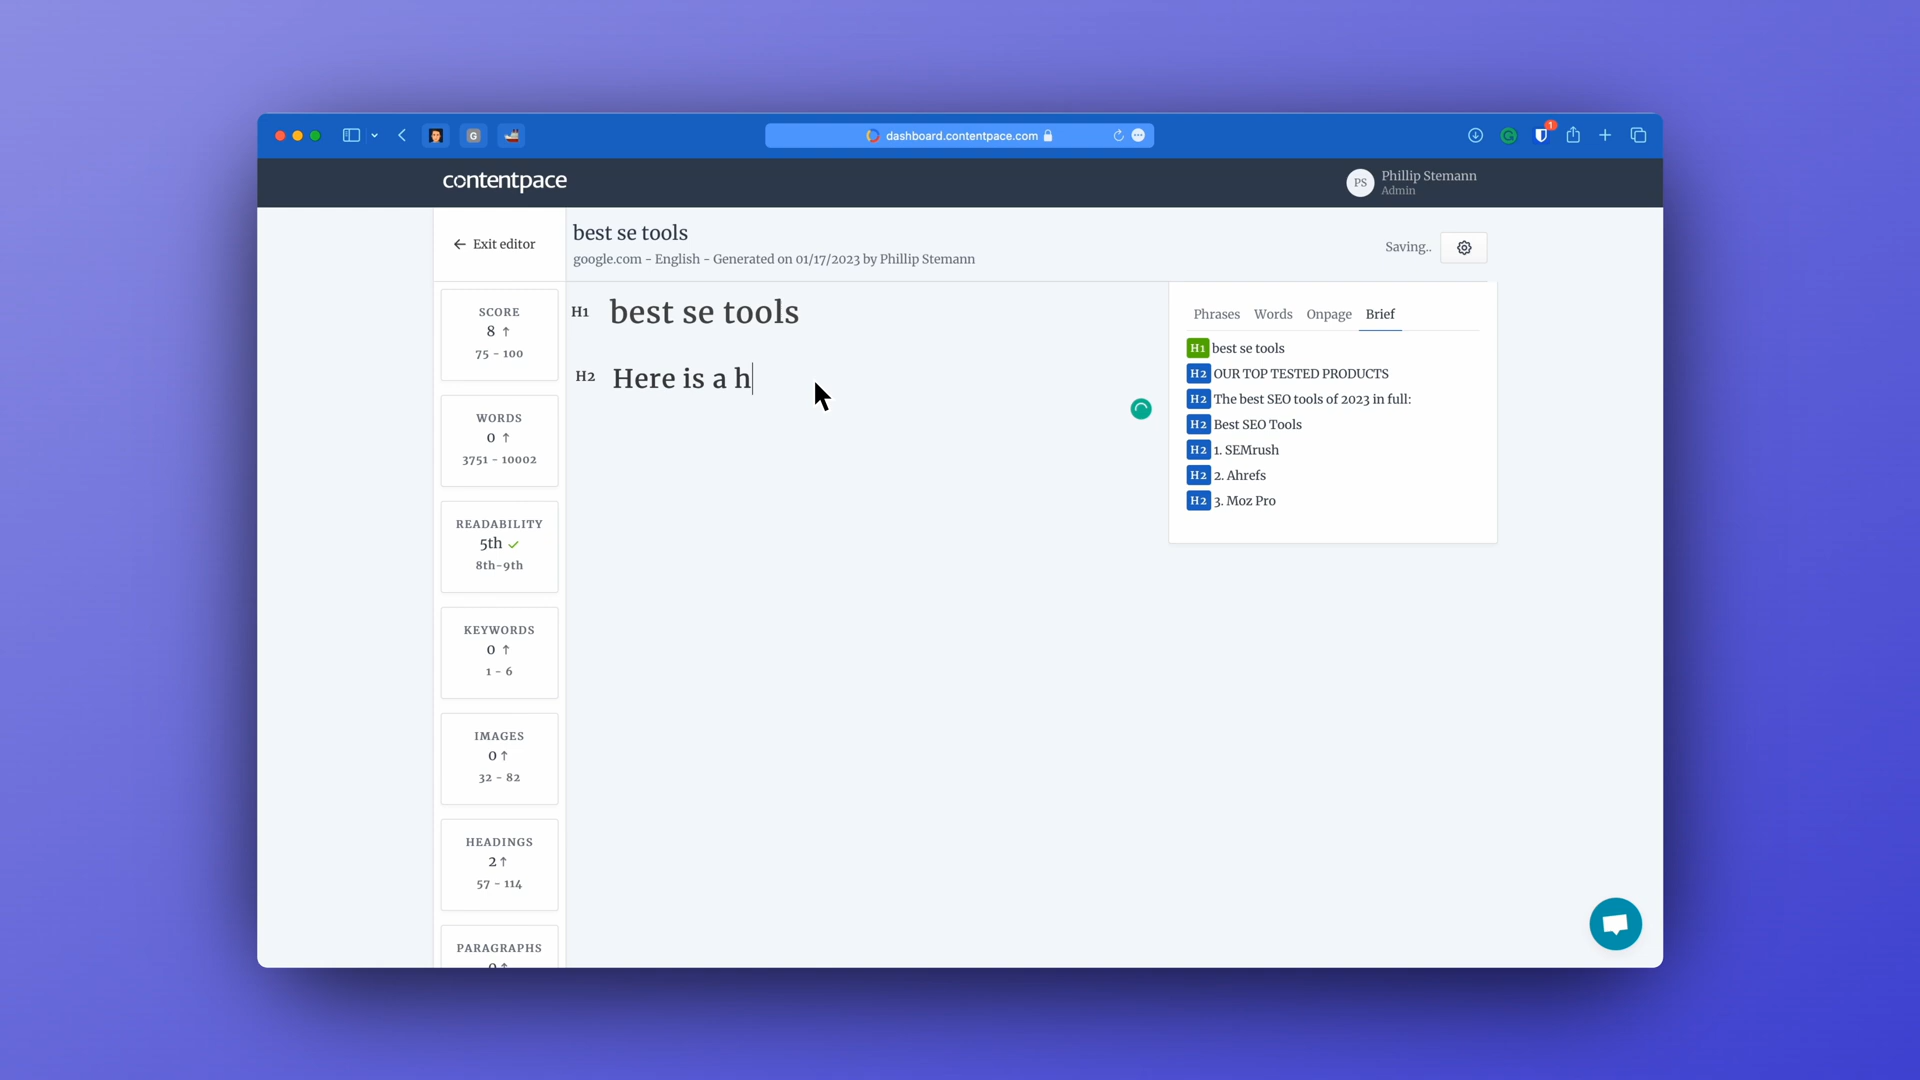 G
dashboard.contentpace.com
1
contentpace
PS
Phillip Stemann
Admin
Exit editor
best se tools
google.com - English - Generated on 01/17/2023 by Phillip Stemann
Saving..
SCORE
8 ↑
75 - 100
WORDS
0 ↑
3751 - 10002
READABILITY
5th ✓
8th-9th
KEYWORDS
0 ↑
1 - 6
IMAGES
0 ↑
32 - 82
HEADINGS
2 ↑
57 - 114
PARAGRAPHS
0 ↑
H1 best se tools
H2 Here is a h
Phrases Words Onpage Brief
H1 best se tools
H2 OUR TOP TESTED PRODUCTS
H2 The best SEO tools of 2023 in full:
H2 Best SEO Tools
H2 1. SEMrush
H2 2. Ahrefs
H2 3. Moz Pro